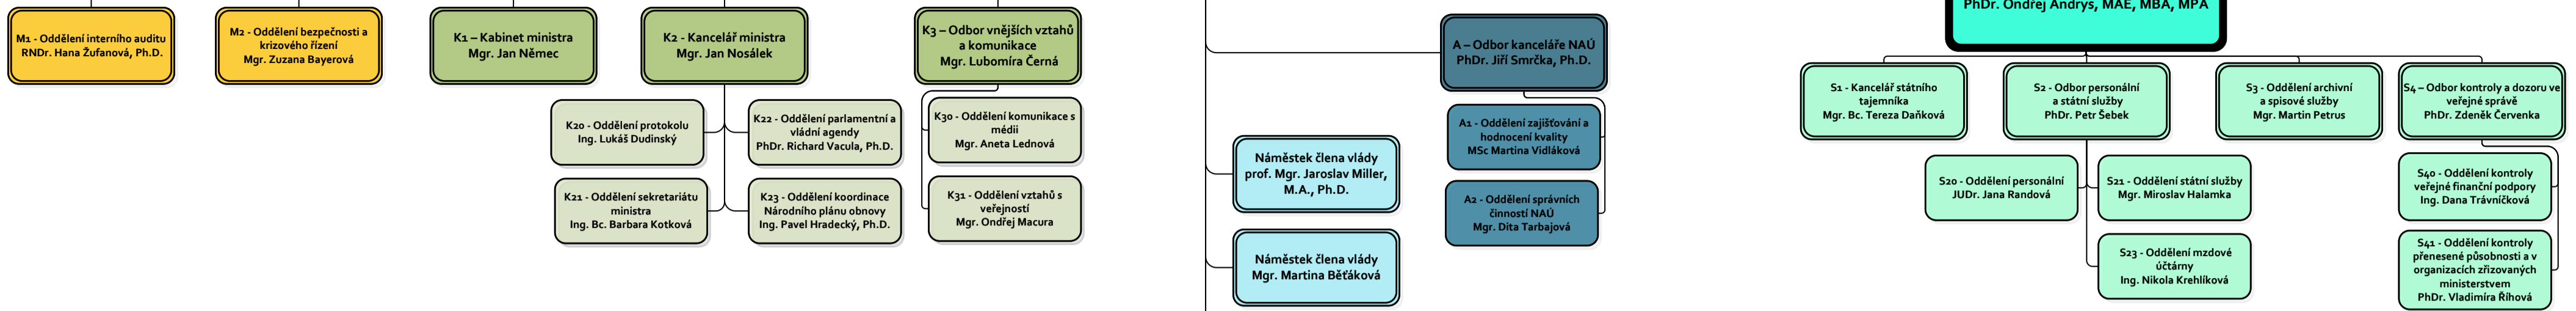 M1 - Oddělení interního auditu
RNDr. Hana Žufanová, Ph.D.
M2 - Oddělení bezpečnosti a
krizového řízení
Mgr. Zuzana Bayerová
K1 – Kabinet ministra
Mgr. Jan Němec
K2 - Kancelář ministra
Mgr. Jan Nosálek
K3 – Odbor vnějších vztahů
a komunikace
Mgr. Lubomíra Černá
K20 - Oddělení protokolu
Ing. Lukáš Dudinský
K22 - Oddělení parlamentní a
vládní agendy
PhDr. Richard Vacula, Ph.D.
K21 - Oddělení sekretariátu
ministra
Ing. Bc. Barbara Kotková
K23 - Oddělení koordinace
Národního plánu obnovy
Ing. Pavel Hradecký, Ph.D.
K30 - Oddělení komunikace s
médii
Mgr. Aneta Lednová
K31 - Oddělení vztahů s
veřejností
Mgr. Ondřej Macura
A – Odbor kanceláře NAÚ
PhDr. Jiří Smrčka, Ph.D.
A1 - Oddělení zajišťování a
hodnocení kvality
MSc Martina Vidláková
A2 - Oddělení správních
činností NAÚ
Mgr. Dita Tarbajová
Náměstek člena vlády
prof. Mgr. Jaroslav Miller,
M.A., Ph.D.
Náměstek člena vlády
Mgr. Martina Běťáková
PhDr. Ondřej Andrys, MAE, MBA, MPA
S1 - Kancelář státního
tajemníka
Mgr. Bc. Tereza Daňková
S2 - Odbor personální
a státní služby
PhDr. Petr Šebek
S3 - Oddělení archivní
a spisové služby
Mgr. Martin Petrus
S4 – Odbor kontroly a dozoru ve
veřejné správě
PhDr. Zdeněk Červenka
S20 - Oddělení personální
JUDr. Jana Randová
S21 - Oddělení státní služby
Mgr. Miroslav Halamka
S23 - Oddělení mzdové
účtárny
Ing. Nikola Krehlíková
S40 - Oddělení kontroly
veřejné finanční podpory
Ing. Dana Trávníčková
S41 - Oddělení kontroly
přenesené působnosti a v
organizacích zřizovaných
ministerstvem
PhDr. Vladimíra Říhová